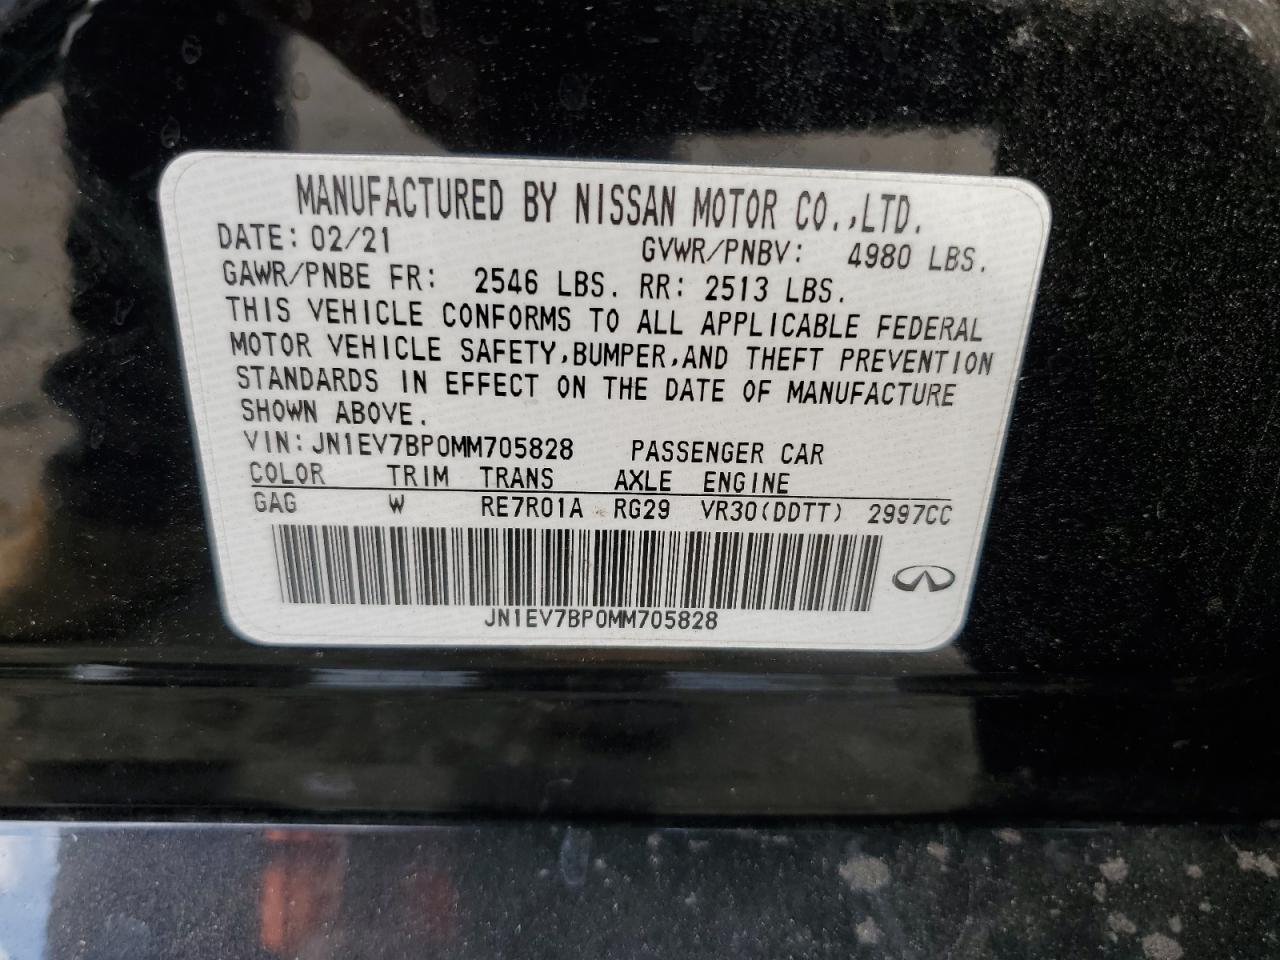 MANUFACTURED BY NISSAN MOTOR CO.,LTD.
DATE: 02/21 GVWR/PNBV: 4980 LBS.
GAWR/PNBE FR: 2546 LBS. RR: 2513 LBS.
THIS VEHICLE CONFORMS TO ALL APPLICABLE FEDERAL
MOTOR VEHICLE SAFETY,BUMPER,AND THEFT PREVENTION
STANDARDS IN EFFECT ON THE DATE OF MANUFACTURE
SHOWN ABOVE.
VIN: JN1EV7BP0MM705828 PASSENGER CAR
COLOR TRIM TRANS AXLE ENGINE
GAG W RE7R01A RG29 VR30(DDTT) 2997CC
JN1EV7BP0MM705828